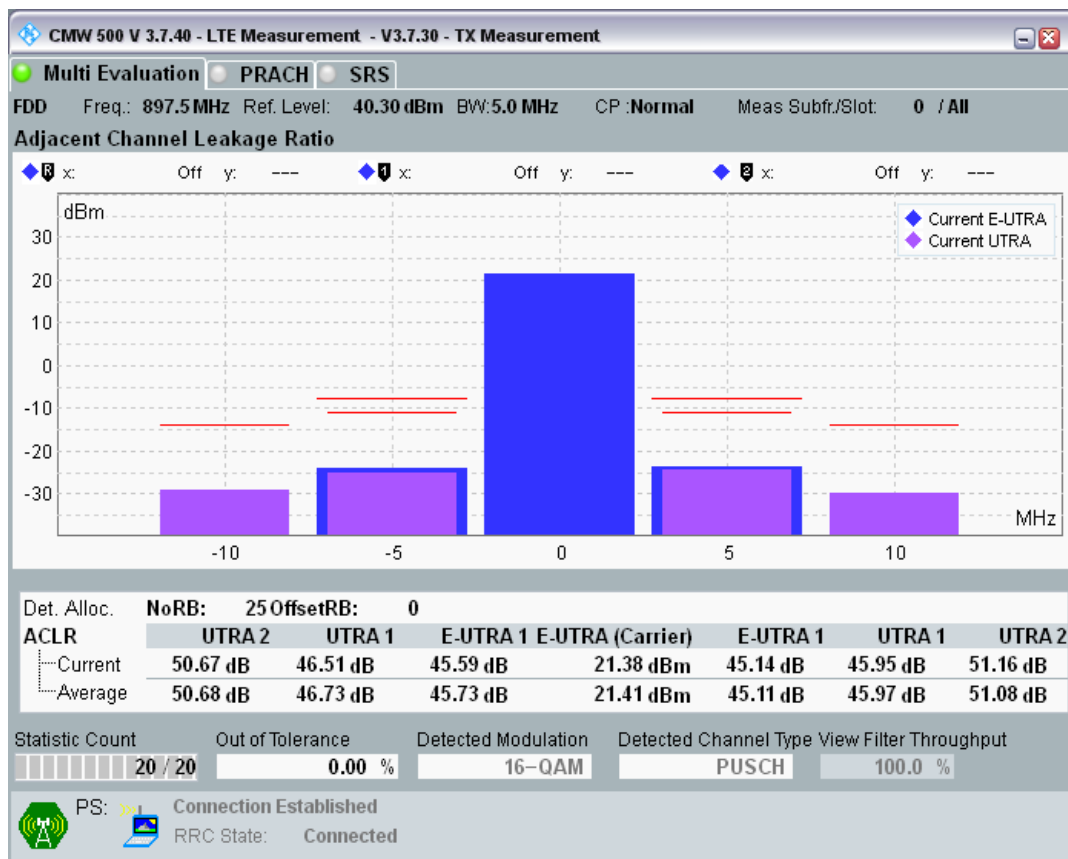 CMW 500 V 3.7.40 - LTE Measurement - V3.7.30 - TX Measurement
Multi Evaluation PRACH SRS
FDD Freq.: 897.5 MHz Ref. Level: 40.30 dBm BW:5.0 MHz CP :Normal Meas Subfr./Slot: 0 / All
Adjacent Channel Leakage Ratio
R x: Off y: --- 1 x: Off y: --- 2 x: Off y: ---
dBm
Current E-UTRA
Current UTRA
30
20
10
0
-10
-20
-30
MHz
-10 -5 0 5 10
Det. Alloc. NoRB: 25 OffsetRB: 0
ACLR UTRA 2 UTRA 1 E-UTRA 1 E-UTRA (Carrier) E-UTRA 1 UTRA 1 UTRA 2
Current 50.67 dB 46.51 dB 45.59 dB 21.38 dBm 45.14 dB 45.95 dB 51.16 dB
Average 50.68 dB 46.73 dB 45.73 dB 21.41 dBm 45.11 dB 45.97 dB 51.08 dB
Statistic Count Out of Tolerance Detected Modulation Detected Channel Type View Filter Throughput
20 / 20 0.00 % 16-QAM PUSCH 100.0 %
PS: Connection Established
RRC State: Connected